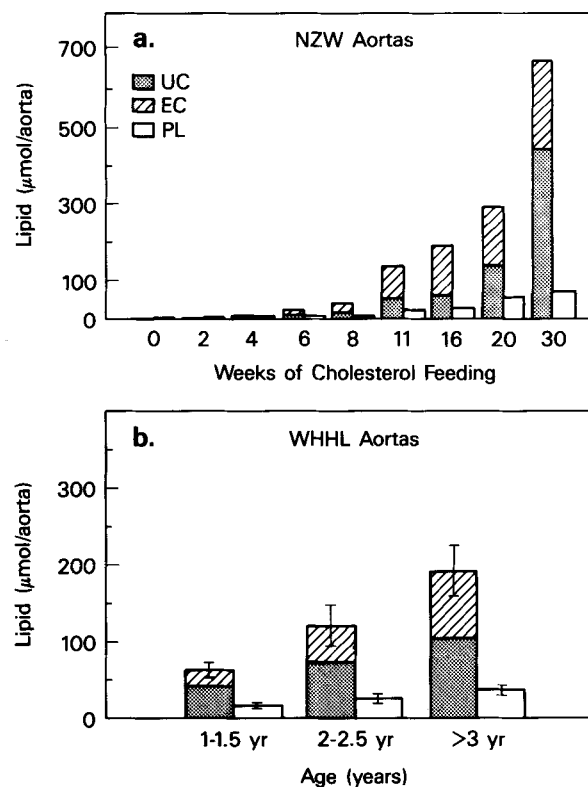 a.
NZW Aortas
UC
EC
PL
Lipid (μmol/aorta)
700
500
300
100
0
0 2 4 6 8 11 16 20 30
Weeks of Cholesterol Feeding
b.
WHHL Aortas
Lipid (μmol/aorta)
300
200
100
0
1-1.5 yr 2-2.5 yr >3 yr
Age (years)